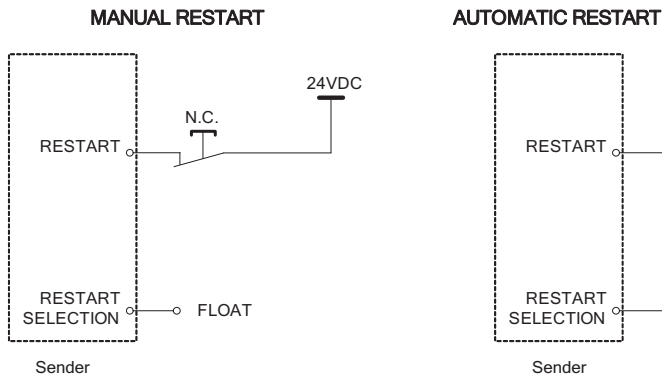 MANUAL RESTART
AUTOMATIC RESTART
24VDC
N.C.
RESTART
RESTART
RESTART
SELECTION
FLOAT
RESTART
SELECTION
Sender
Sender